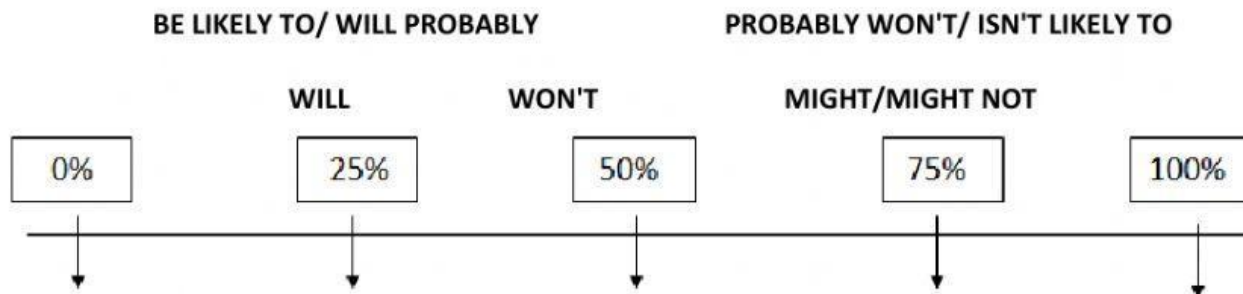 BE LIKELY TO/ WILL PROBABLY PROBABLY WON'T/ ISN'T LIKELY TO
WILL WON'T MIGHT/MIGHT NOT
0% 25% 50% 75% 100%